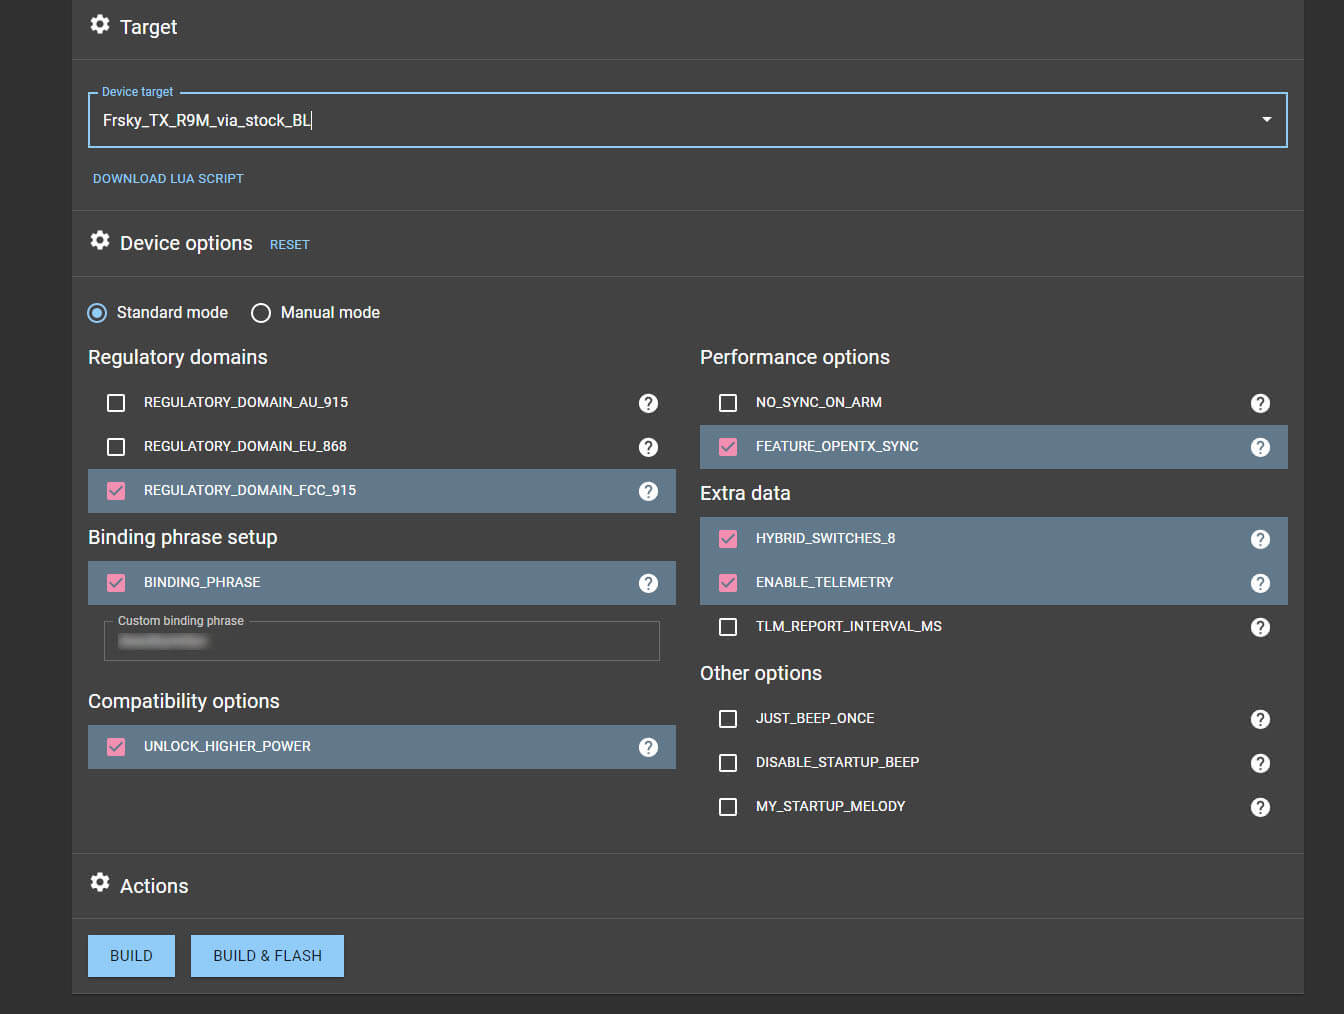 Target
Device target
Frsky_TX_R9M_via_stock_BL
DOWNLOAD LUA SCRIPT
Device options RESET
Standard mode Manual mode
Regulatory domains
REGULATORY_DOMAIN_AU_915
REGULATORY_DOMAIN_EU_868
REGULATORY_DOMAIN_FCC_915
Binding phrase setup
BINDING_PHRASE
Custom binding phrase
Compatibility options
UNLOCK_HIGHER_POWER
Performance options
NO_SYNC_ON_ARM
FEATURE_OPENTX_SYNC
Extra data
HYBRID_SWITCHES_8
ENABLE_TELEMETRY
TLM_REPORT_INTERVAL_MS
Other options
JUST_BEEP_ONCE
DISABLE_STARTUP_BEEP
MY_STARTUP_MELODY
Actions
BUILD BUILD & FLASH